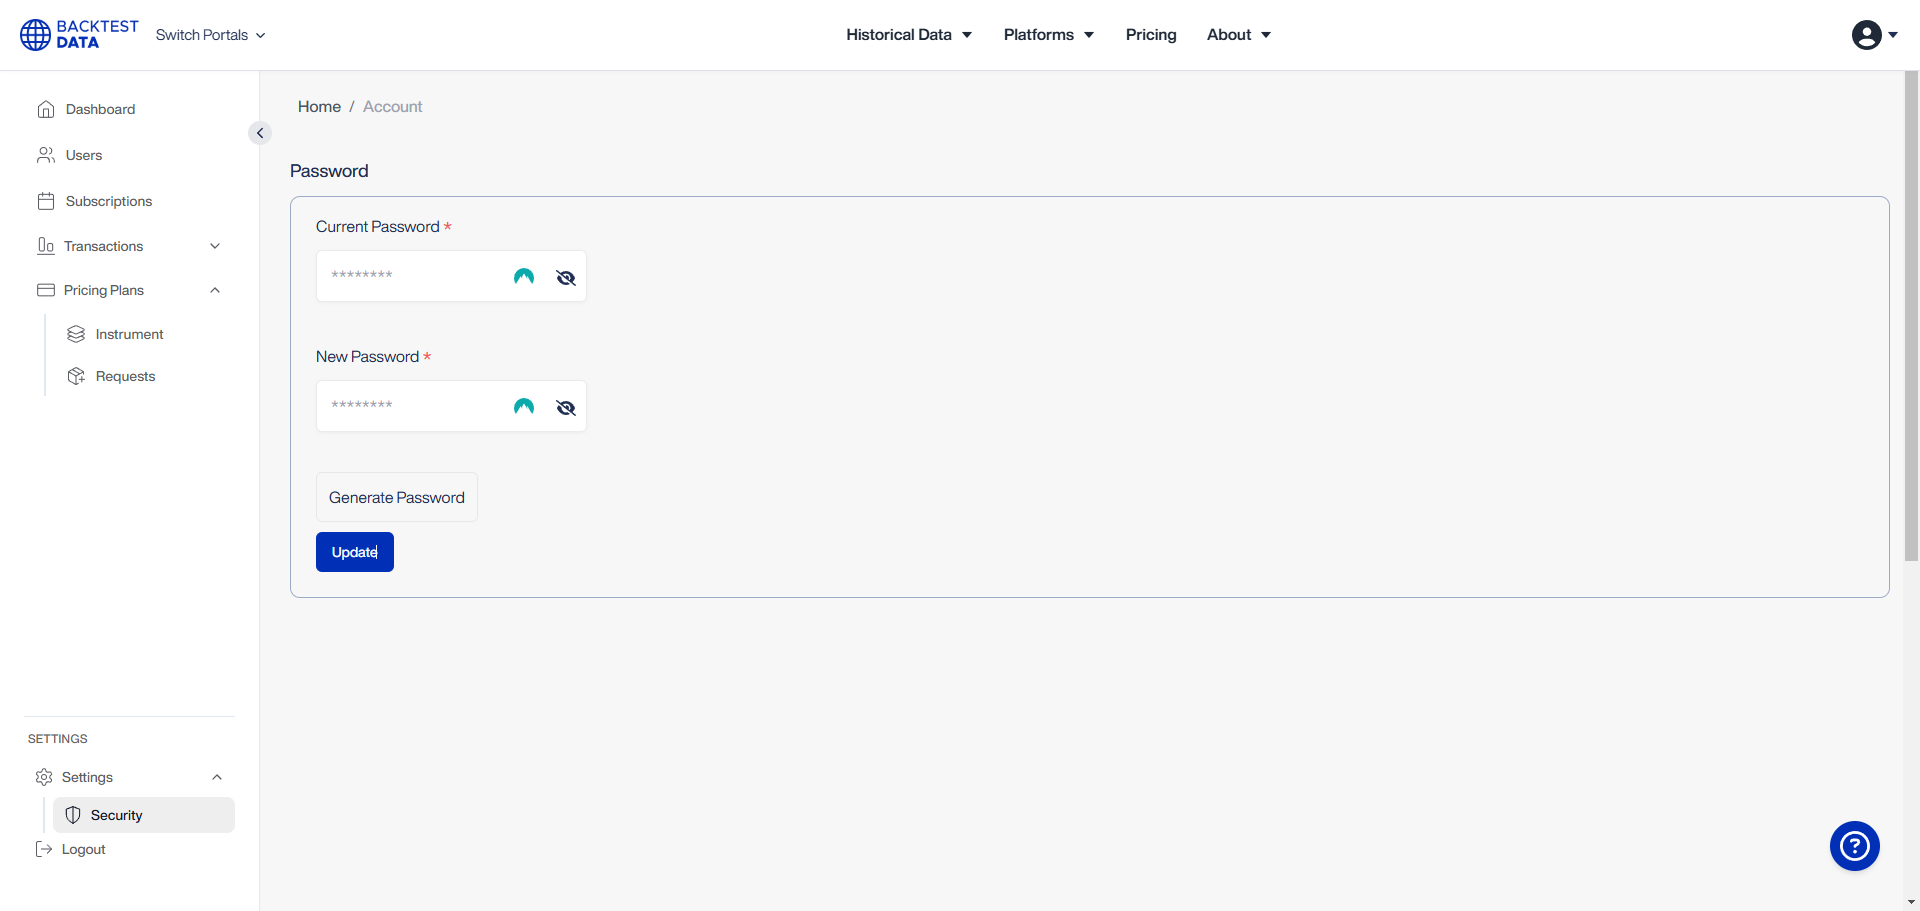 BACKTEST
DATA
Switch Portals
Historical Data
Platforms
Pricing
About
Dashboard
Users
Subscriptions
Transactions
Pricing Plans
Instrument
Requests
SETTINGS
Settings
Security
Logout
Home / Account
Password
Current Password *
********
New Password *
********
Generate Password
Update
?